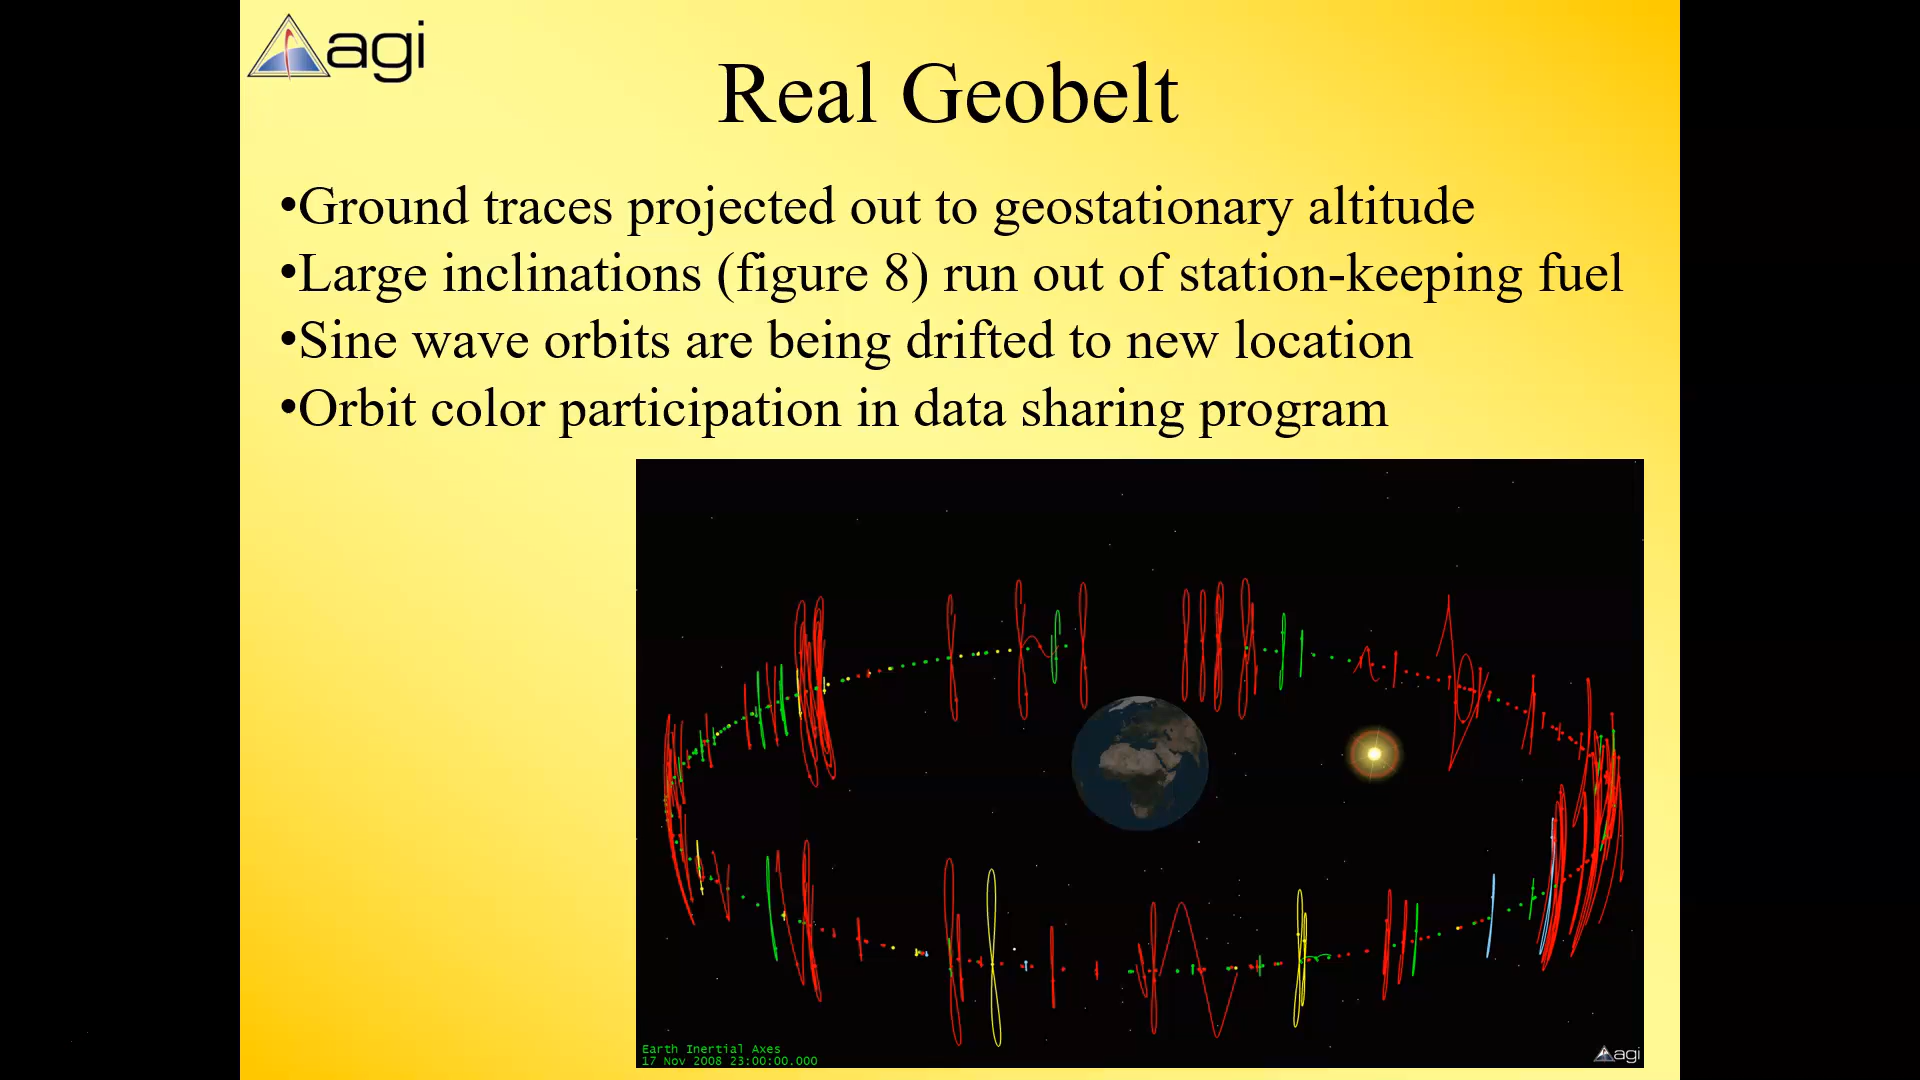 agi
Real Geobelt
•Ground traces projected out to geostationary altitude
•Large inclinations (figure 8) run out of station-keeping fuel
•Sine wave orbits are being drifted to new location
•Orbit color participation in data sharing program
Earth Inertial Axes
17 Nov 2008 23:00:00.000
agi